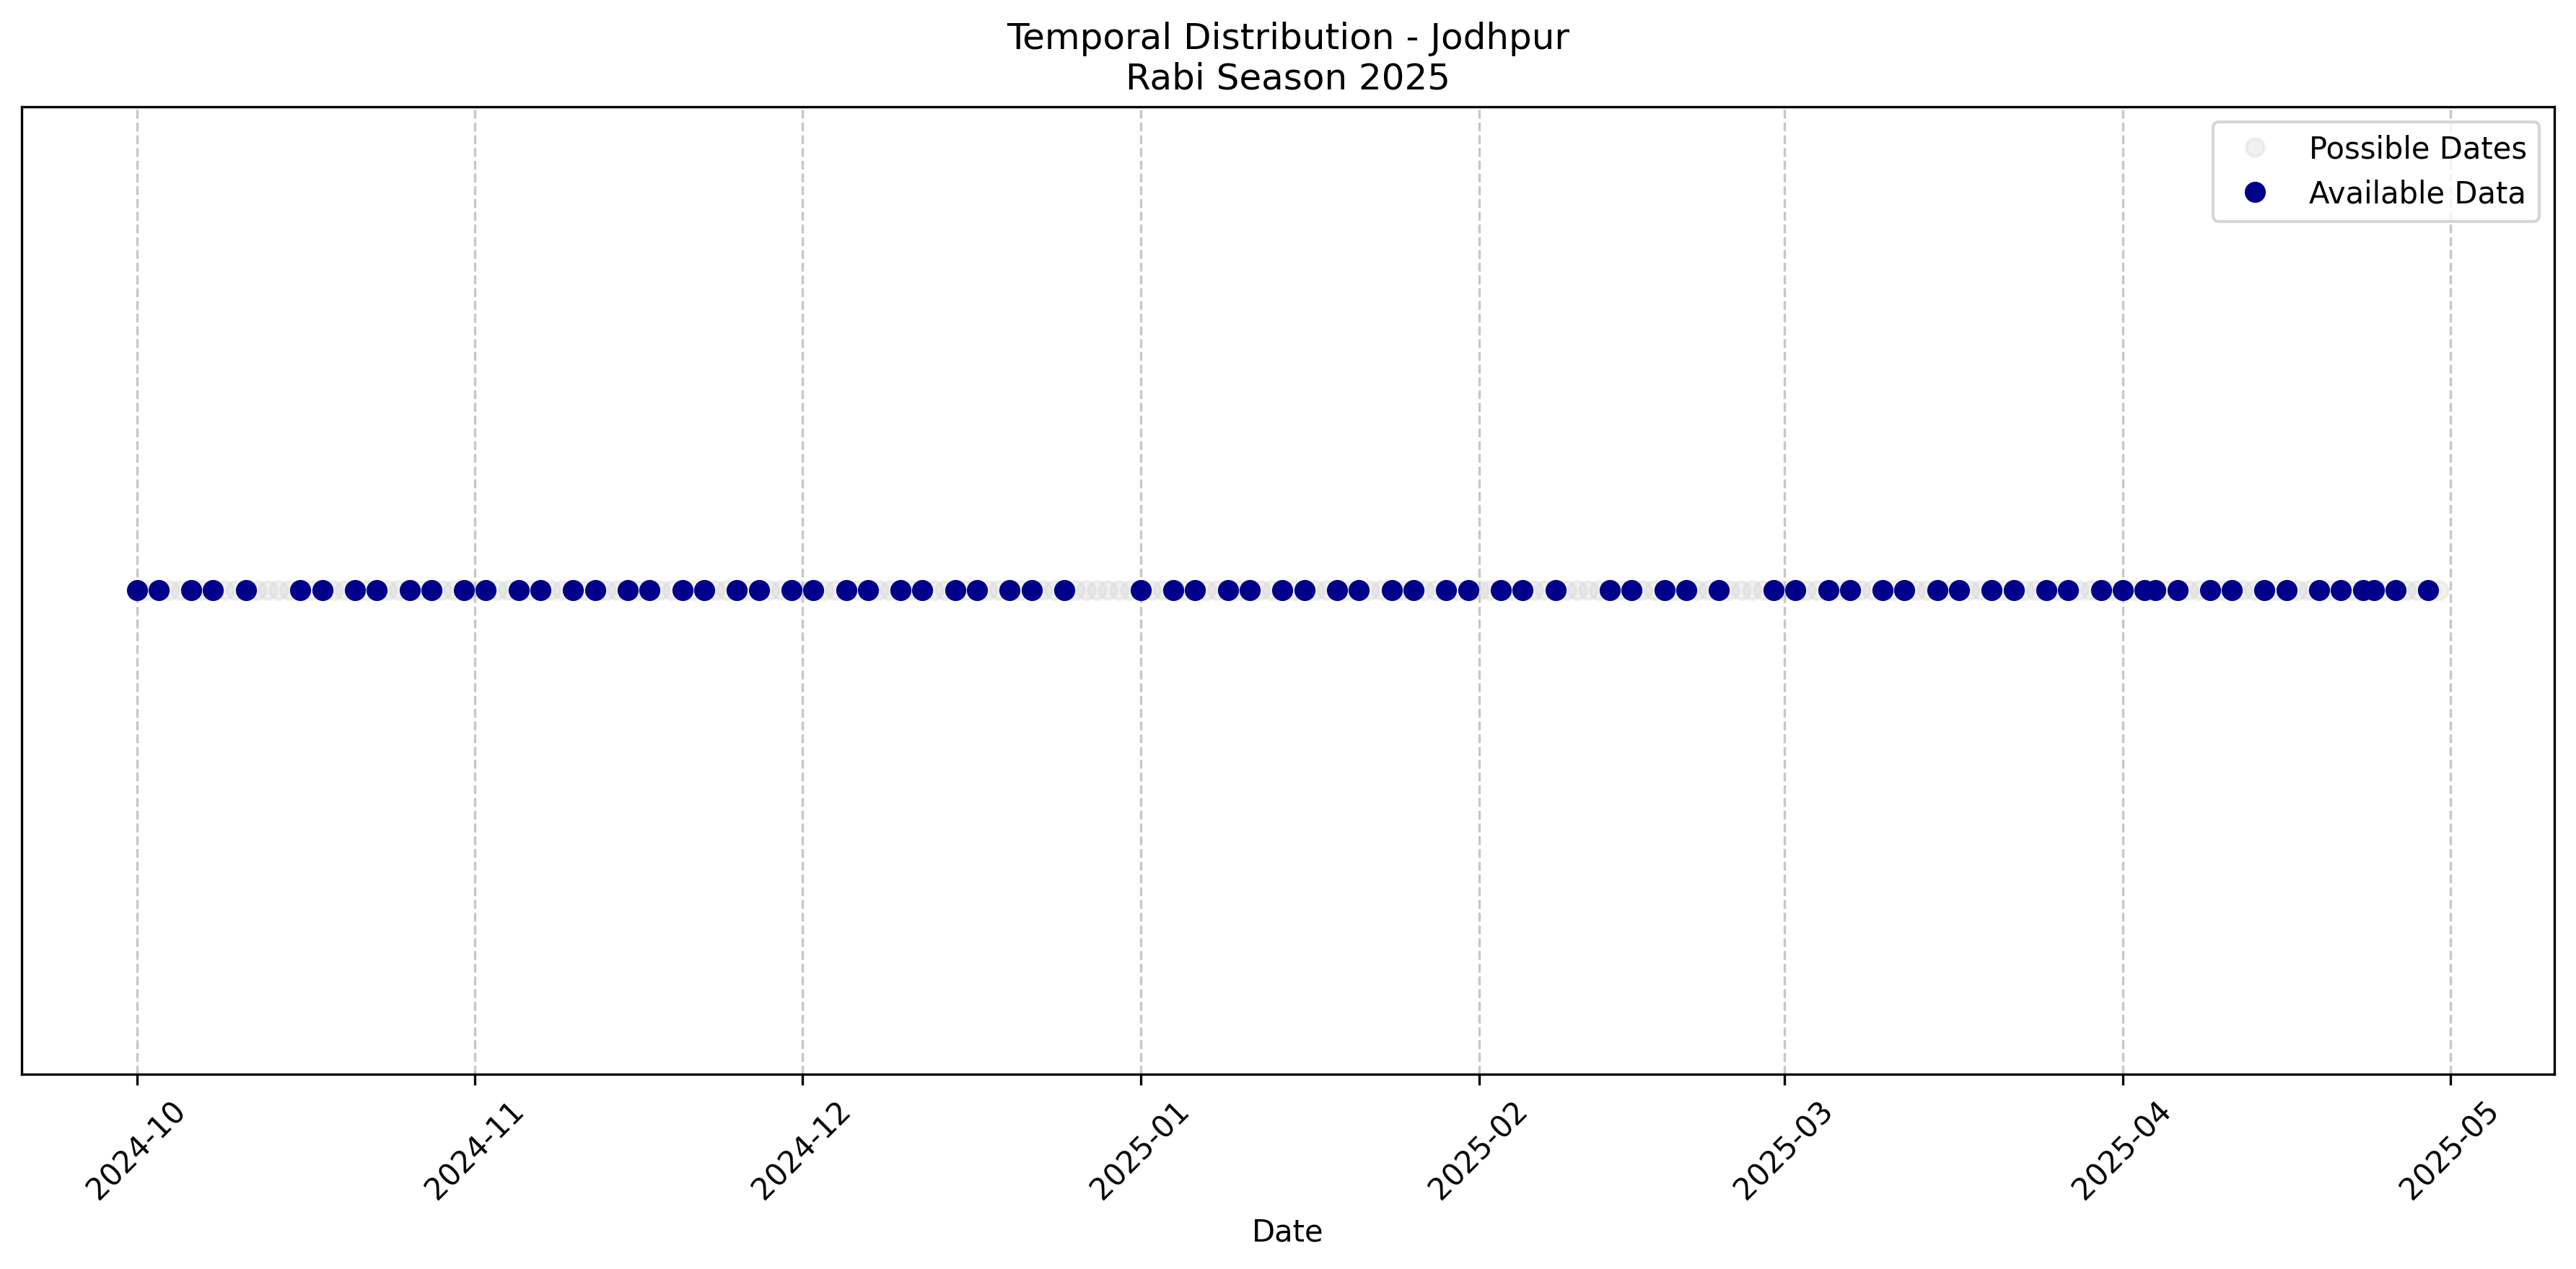 Temporal Distribution - Jodhpur
Rabi Season 2025
Possible Dates
Available Data
2024-10
2024-11
2024-12
2025-01
2025-02
2025-03
2025-04
2025-05
Date